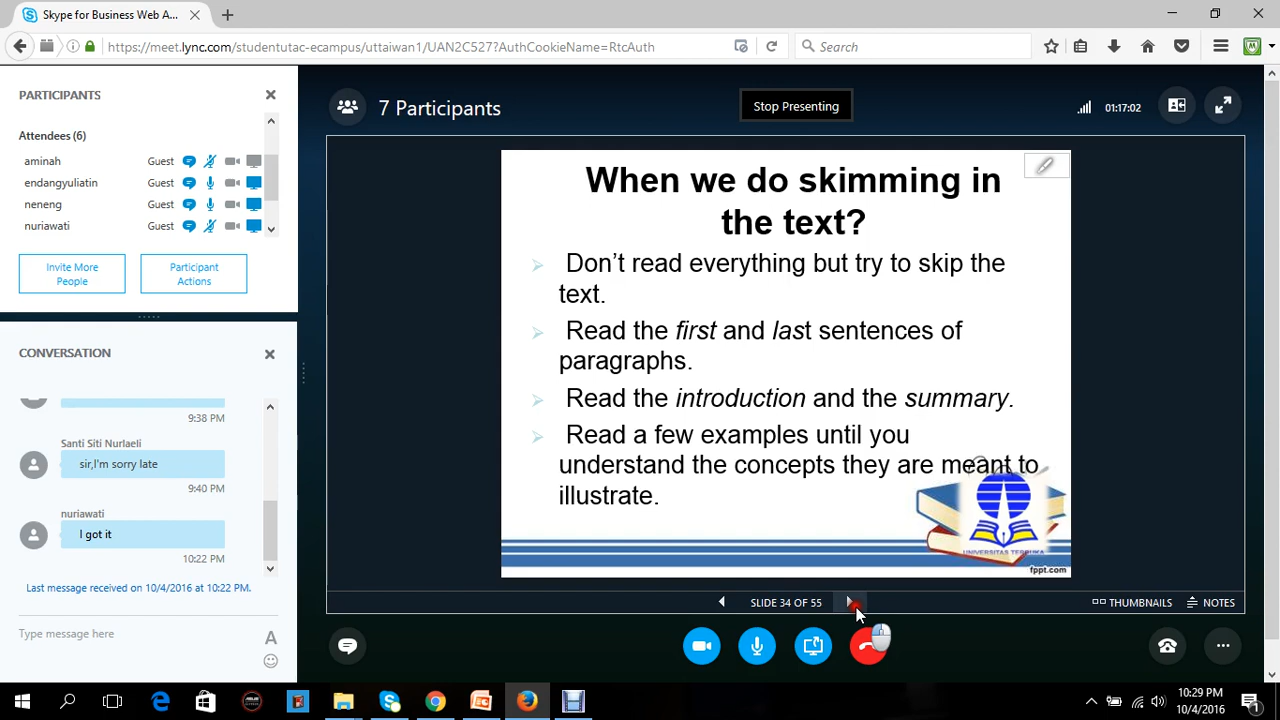 Skype for Business Web A...
https://meet.lync.com/studentutac-ecampus/uttaiwan1/UAN2C527?AuthCookieName=RtcAuth
Search
PARTICIPANTS
Attendees (6)
aminah Guest
endangyuliatin Guest
neneng Guest
nuriawati Guest
Invite More
People
Participant
Actions
CONVERSATION
9:38 PM
Santi Siti Nurlaeli
sir,I'm sorry late
9:40 PM
nuriawati
I got it
10:22 PM
Last message received on 10/4/2016 at 10:22 PM.
Type message here
A
7 Participants
Stop Presenting
01:17:02
When we do skimming in
the text?
Don't read everything but try to skip the
text.
Read the first and last sentences of
paragraphs.
Read the introduction and the summary.
Read a few examples until you
understand the concepts they are meant to
illustrate.
UNIVERSITAS TERBUKA
fppt.com
SLIDE 34 OF 55
THUMBNAILS
NOTES
10:29 PM
10/4/2016